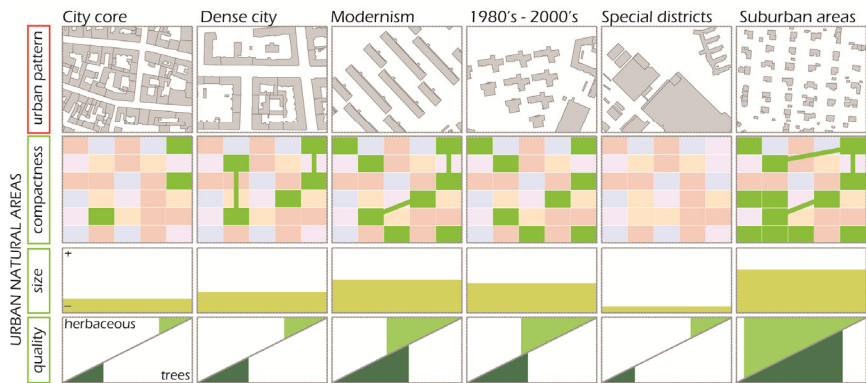 City core
Dense city
Modernism
1980's - 2000's
Special districts
Suburban areas
urban pattern
URBAN NATURAL AREAS
compactness
size
+
–
quality
herbaceous
trees